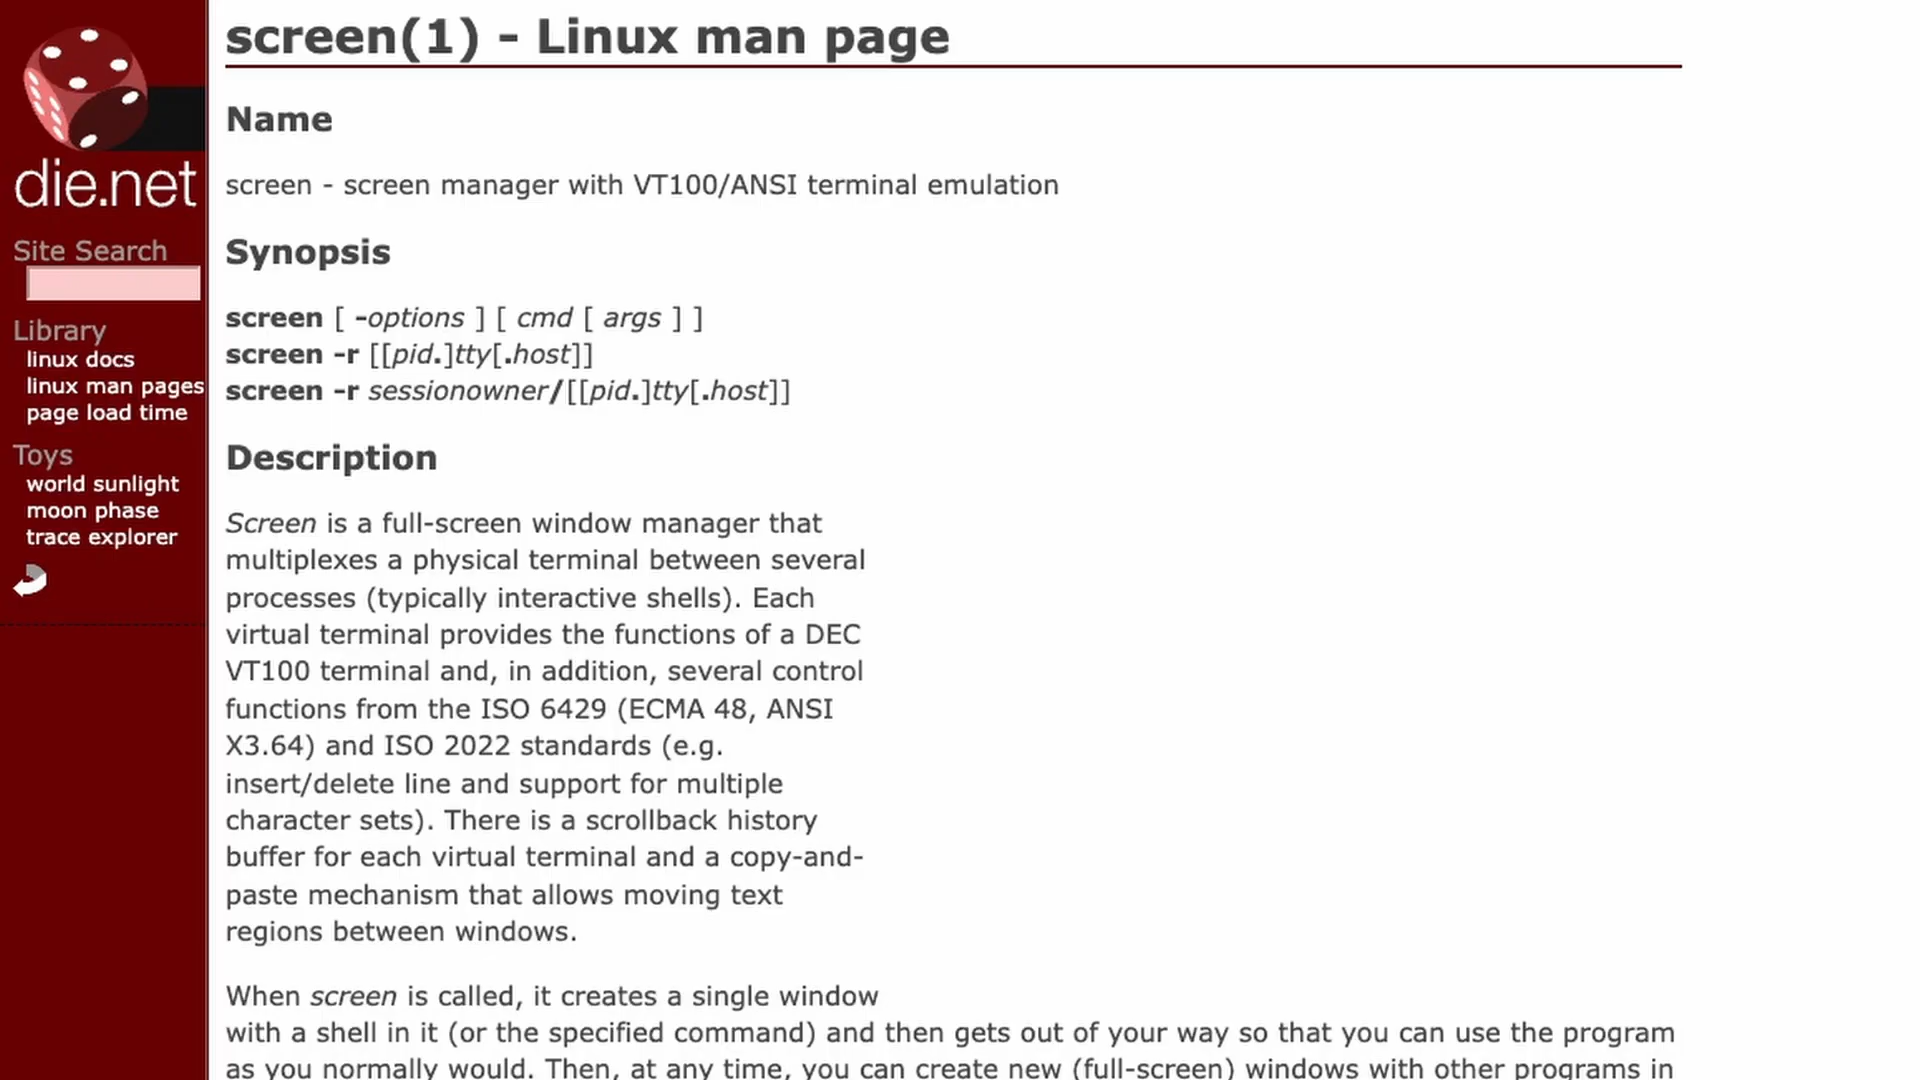 screen(1) - Linux man page
die.net
Site Search
Library
linux docs
linux man pages
page load time
Toys
world sunlight
moon phase
trace explorer
Name
screen - screen manager with VT100/ANSI terminal emulation
Synopsis
screen [ -options ] [ cmd [ args ] ]
screen -r [[pid.]tty[.host]]
screen -r sessionowner/[[pid.]tty[.host]]
Description
Screen is a full-screen window manager that
multiplexes a physical terminal between several
processes (typically interactive shells). Each
virtual terminal provides the functions of a DEC
VT100 terminal and, in addition, several control
functions from the ISO 6429 (ECMA 48, ANSI
X3.64) and ISO 2022 standards (e.g.
insert/delete line and support for multiple
character sets). There is a scrollback history
buffer for each virtual terminal and a copy-and-
paste mechanism that allows moving text
regions between windows.
When screen is called, it creates a single window
with a shell in it (or the specified command) and then gets out of your way so that you can use the program
as you normally would. Then, at any time, you can create new (full-screen) windows with other programs in